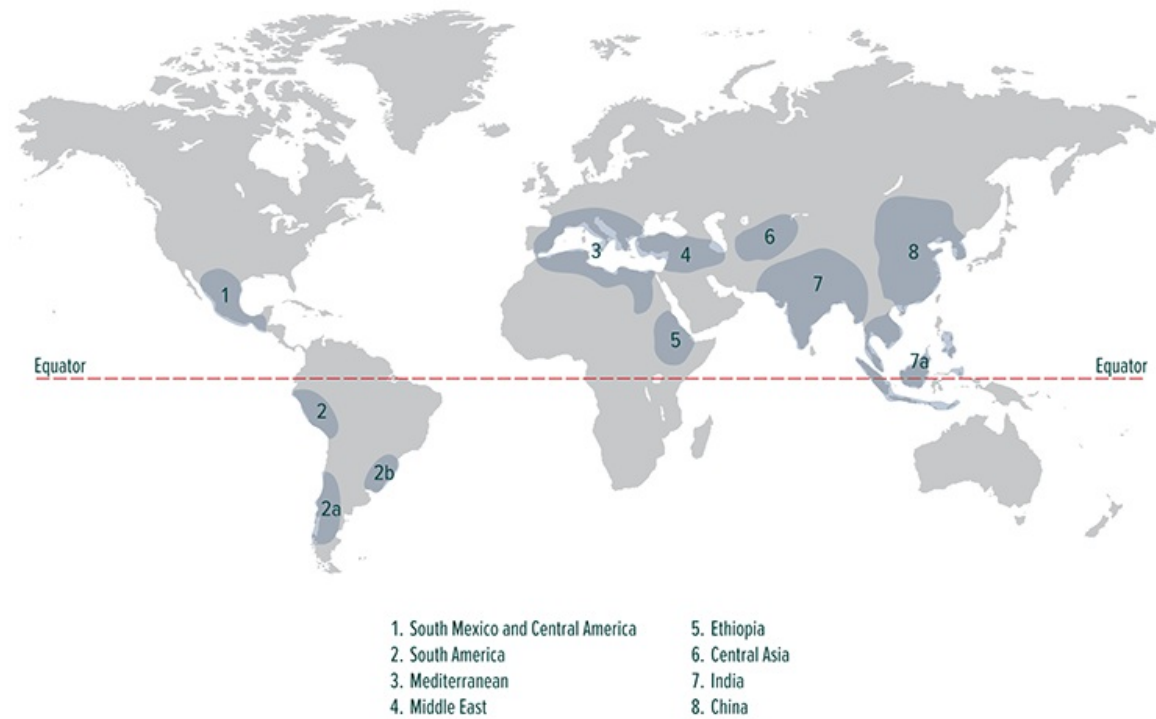 1
2
2a
2b
3
4
5
6
7
7a
8
Equator
Equator
1. South Mexico and Central America
2. South America
3. Mediterranean
4. Middle East
5. Ethiopia
6. Central Asia
7. India
8. China